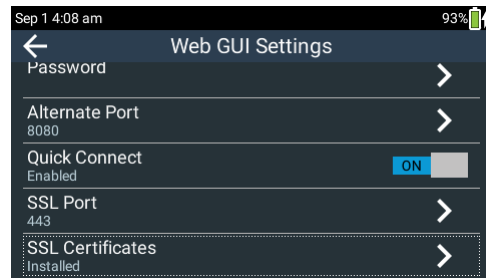 Sep 1 4:08 am 93%
Web GUI Settings
Password
Alternate Port
8080
Quick Connect
Enabled
ON
SSL Port
443
SSL Certificates
Installed